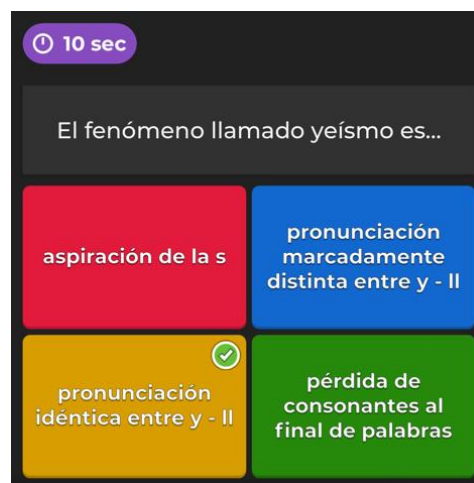 10 sec
El fenómeno llamado yeísmo es...
aspiración de la s
pronunciación
marcadamente
distinta entre y - ll
pronunciación
idéntica entre y - ll
pérdida de
consonantes al
final de palabras